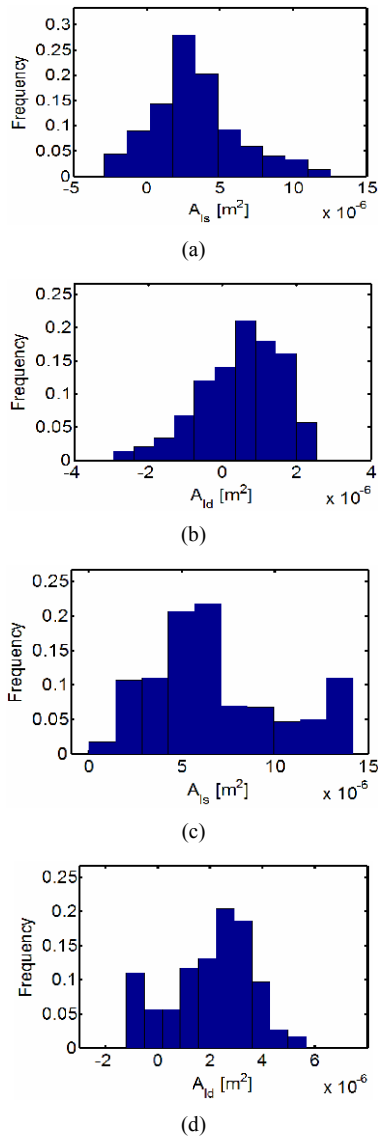 0.3
0.25
0.2
0.15
0.1
0.05
0
Frequency
-5 0 5 10 15
A_ls [m²] x 10⁻⁶
(a)
0.25
0.2
0.15
0.1
0.05
0
Frequency
-4 -2 0 2 4
A_ld [m²] x 10⁻⁶
(b)
0.25
0.2
0.15
0.1
0.05
0
Frequency
0 5 10 15
A_ls [m²] x 10⁻⁶
(c)
0.25
0.2
0.15
0.1
0.05
0
Frequency
-2 0 2 4 6
A_ld [m²] x 10⁻⁶
(d)